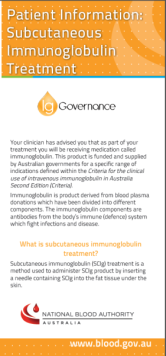 Patient Information:
Subcutaneous
Immunoglobulin
Treatment
Ig Governance
Your clinician has advised you that as part of your
treatment you will be receiving medication called
immunoglobulin. This product is funded and supplied
by Australian governments for a specific range of
indications defined within the Criteria for the clinical
use of intravenous immunoglobulin in Australia
Second Edition (Criteria).
Immunoglobulin is product derived from blood plasma
donations which have been divided into different
components. The immunoglobulin components are
antibodies from the body's immune (defence) system
which fight infections and disease.
What is subcutaneous immunoglobulin
treatment?
Subcutaneous immunoglobulin (SCIg) treatment is a
method used to administer SCIg product by inserting
a needle containing SCIg into the fat tissue under the
skin.
NATIONAL BLOOD AUTHORITY
AUSTRALIA
www.blood.gov.au